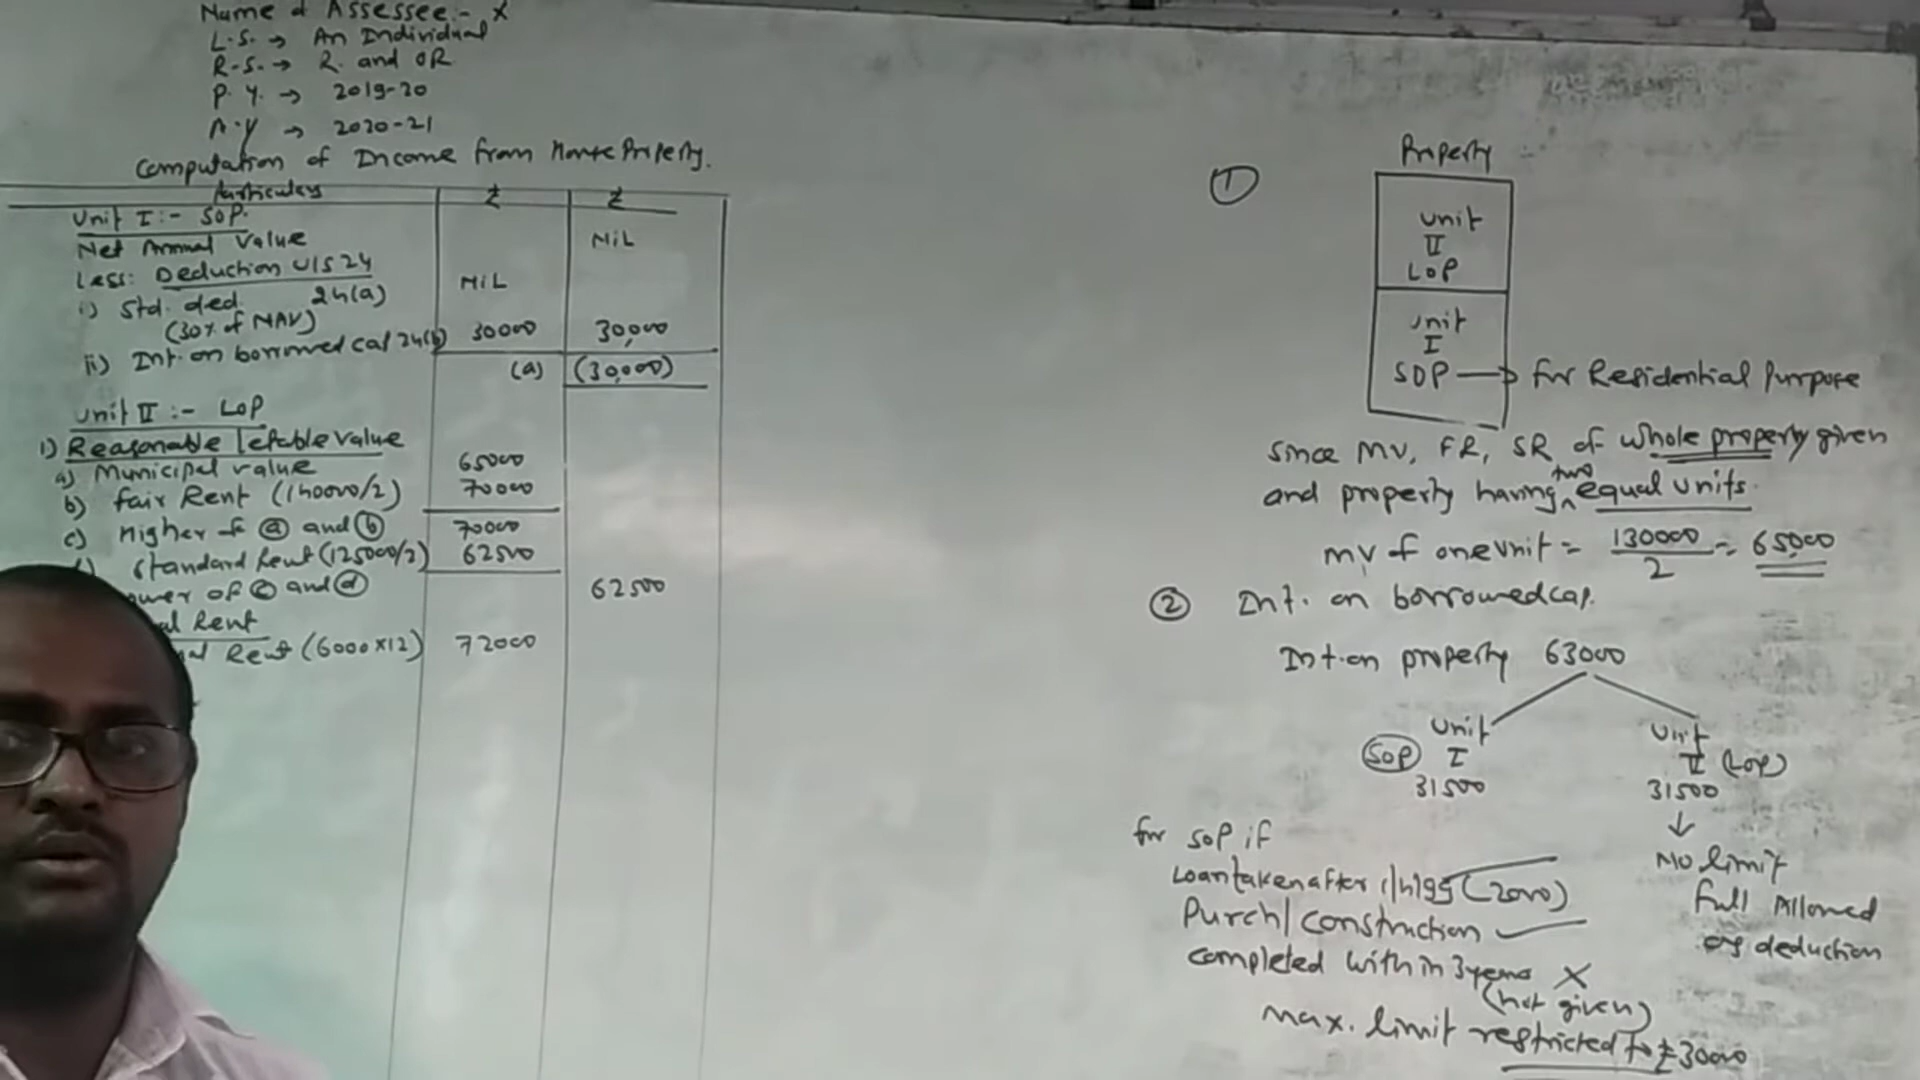 Name of Assessee:- X
L.S. → An Individual
R.S. → R. and OR
P.Y. → 2019-20
A.Y → 2020-21
Computation of Income from House Property.
Particulars ₹ ₹
Unit I :- SOP.
Net Annual Value NiL
Less: Deduction U/S 24
i) Std. ded. 24(a) NiL
(30% of NAV)
ii) Int. on borrowed cap 24(b) 30000 30,000
(a) (30,000)
Unit II :- LOP
1) Reasonable letable value
a) Municipal value 65000
b) Fair Rent (140000/2) 70000
c) Higher of ⓐ and ⓑ 70000
standard Rent (125000/2) 62500
ower of ⓒ and ⓓ 62500
al Rent
al Rent (6000×12) 72000
① Property :-
Unit
II
LOP
Unit
I
SOP → for Residential Purpose
Since MV, FR, SR of whole property given
and property having two equal units.
MV of one unit = 130000/2 = 65000
② Int. on borrowed cap.
Int. on property 63000
Unit Unit
SOP I II (LOP)
31500 31500
↓
for SOP if No limit
Loan taken after 1/4/99 (2000) full Allowed
Purch/construction as deduction
completed within 3 years X
(not given)
Max. limit restricted to ₹30000